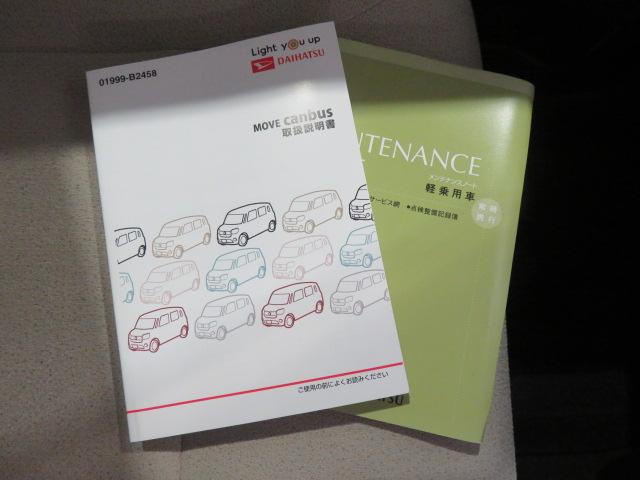 01999-B2458
Light you up
DAIHATSU
MOVE canbus
取扱説明書
ご使用の前によくお読みください
NTENANCE
メンテナンスノート
軽乗用車
サービス網 ●点検整備記録簿